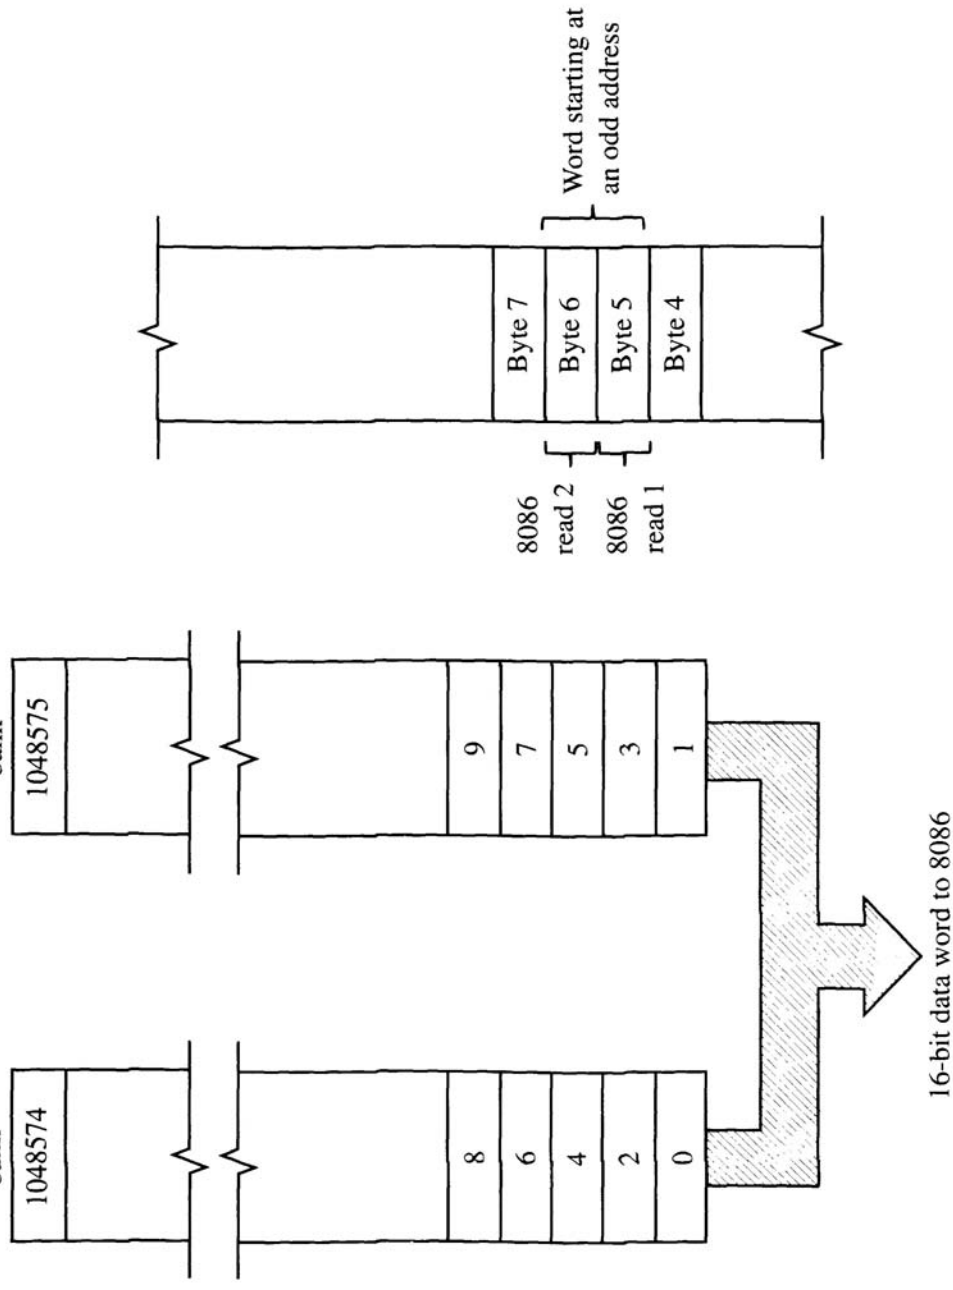 1048574
8
6
4
2
0
1048575
9
7
5
3
1
16-bit data word to 8086
8086
read 2
8086
read 1
Byte 7
Byte 6
Byte 5
Byte 4
Word starting at
an odd address